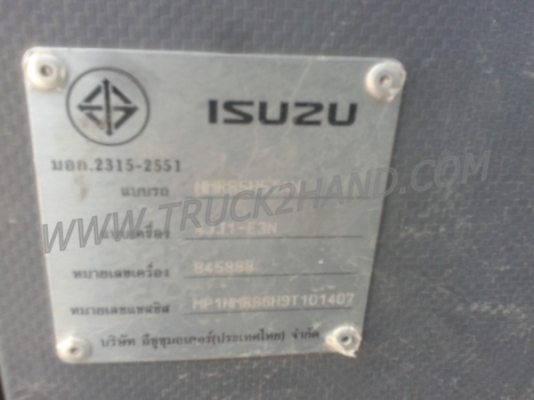 ISUZU
มอก.2315-2551
แบบรถ
แบบเครื่อง 4JJ1-E3N
หมายเลขเครื่อง
หมายเลขแชสซิส
บริษัท อีซูซุมอเตอร์(ประเทศไทย) จำกัด
WWW.TRUCK2HAND.COM